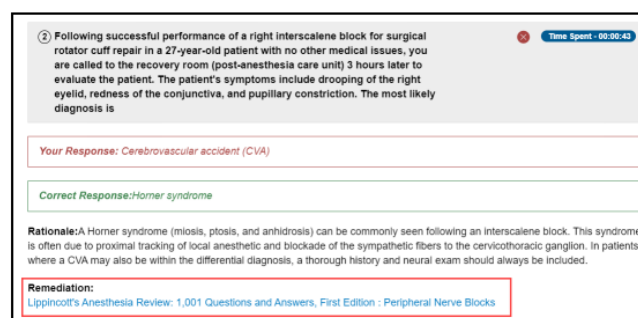 2 Following successful performance of a right interscalene block for surgical Time Spent - 00:00:43
rotator cuff repair in a 27-year-old patient with no other medical issues, you
are called to the recovery room (post-anesthesia care unit) 3 hours later to
evaluate the patient. The patient's symptoms include drooping of the right
eyelid, redness of the conjunctiva, and pupillary constriction. The most likely
diagnosis is
Your Response: Cerebrovascular accident (CVA)
Correct Response:Horner syndrome
Rationale:A Horner syndrome (miosis, ptosis, and anhidrosis) can be commonly seen following an interscalene block. This syndrome
is often due to proximal tracking of local anesthetic and blockade of the sympathetic fibers to the cervicothoracic ganglion. In patients
where a CVA may also be within the differential diagnosis, a thorough history and neural exam should always be included.
Remediation:
Lippincott's Anesthesia Review: 1,001 Questions and Answers, First Edition : Peripheral Nerve Blocks